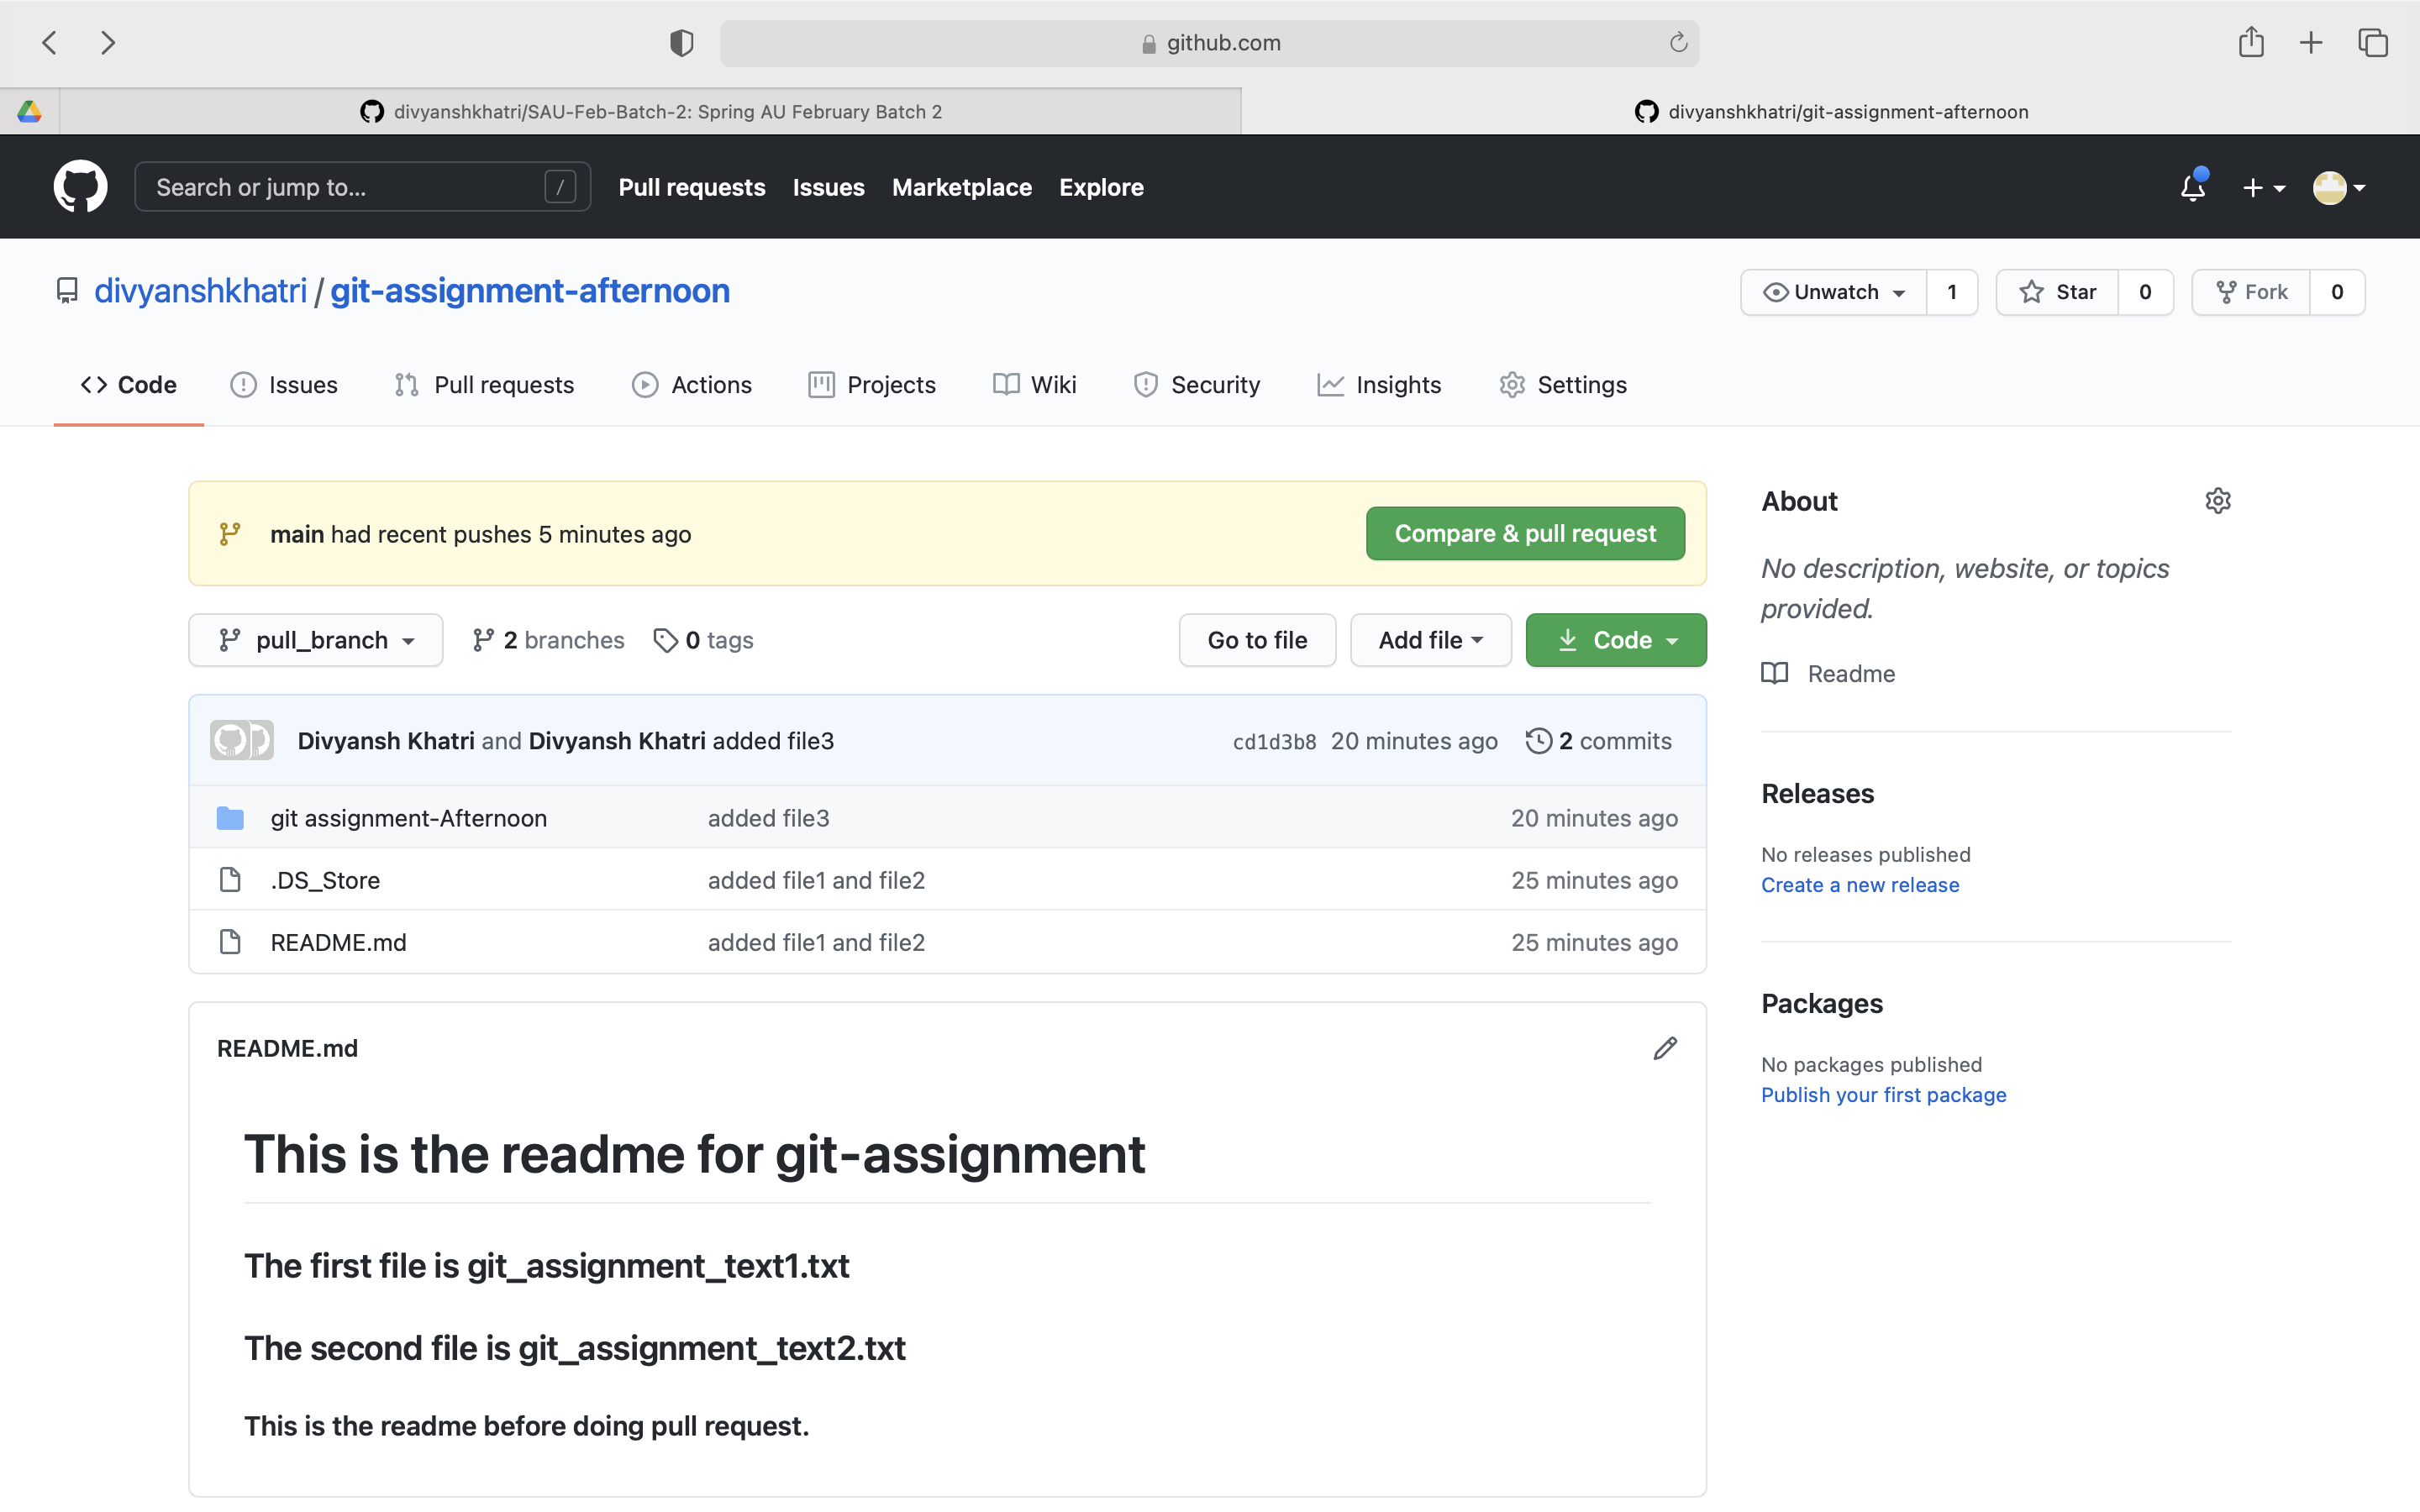 github.com
divyanshkhatri/SAU-Feb-Batch-2: Spring AU February Batch 2
divyanshkhatri/git-assignment-afternoon
Search or jump to... / Pull requests Issues Marketplace Explore
divyanshkhatri / git-assignment-afternoon
Unwatch 1 Star 0 Fork 0
Code Issues Pull requests Actions Projects Wiki Security Insights Settings
main had recent pushes 5 minutes ago
Compare & pull request
pull_branch 2 branches 0 tags Go to file Add file Code
Divyansh Khatri and Divyansh Khatri added file3 cd1d3b8 20 minutes ago 2 commits
git assignment-Afternoon added file3 20 minutes ago
.DS_Store added file1 and file2 25 minutes ago
README.md added file1 and file2 25 minutes ago
README.md
This is the readme for git-assignment
The first file is git_assignment_text1.txt
The second file is git_assignment_text2.txt
This is the readme before doing pull request.
About
No description, website, or topics
provided.
Readme
Releases
No releases published
Create a new release
Packages
No packages published
Publish your first package